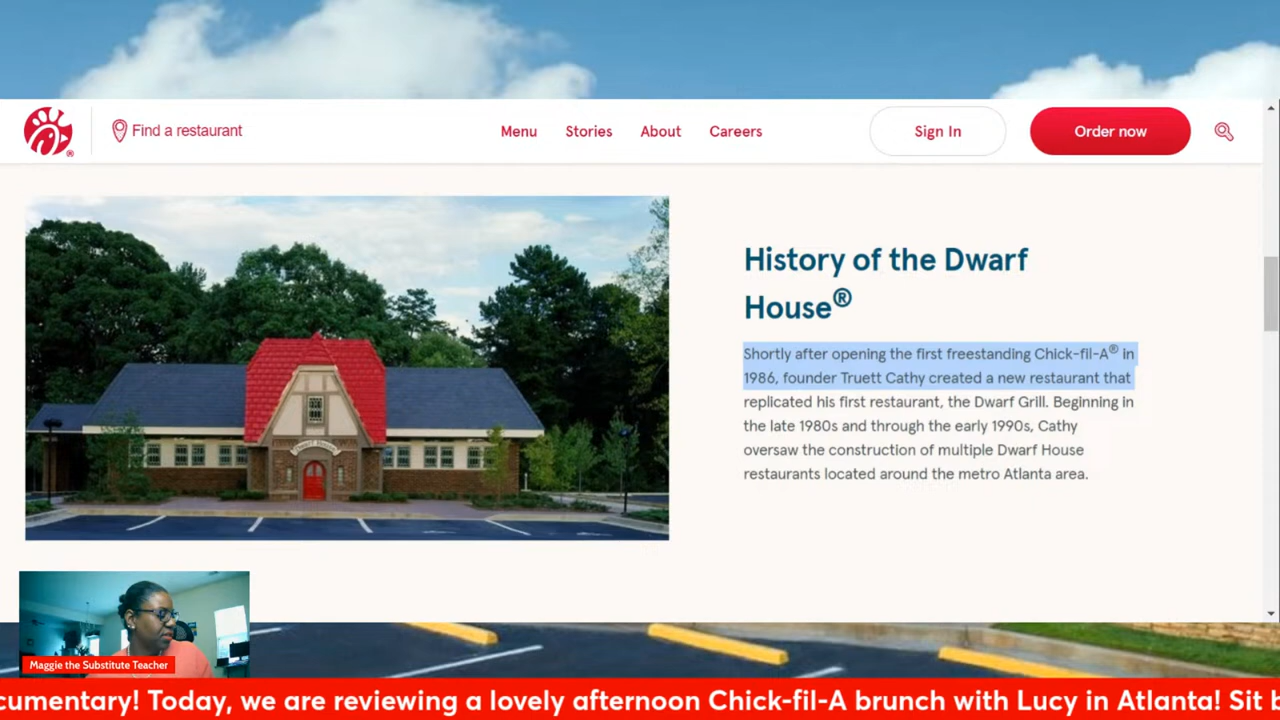 Find a restaurant
Menu
Stories
About
Careers
Sign In
Order now
History of the Dwarf
House®
Shortly after opening the first freestanding Chick-fil-A® in
1986, founder Truett Cathy created a new restaurant that
replicated his first restaurant, the Dwarf Grill. Beginning in
the late 1980s and through the early 1990s, Cathy
oversaw the construction of multiple Dwarf House
restaurants located around the metro Atlanta area.
Dwarf House
Maggie the Substitute Teacher
cumentary! Today, we are reviewing a lovely afternoon Chick-fil-A brunch with Lucy in Atlanta! Sit b